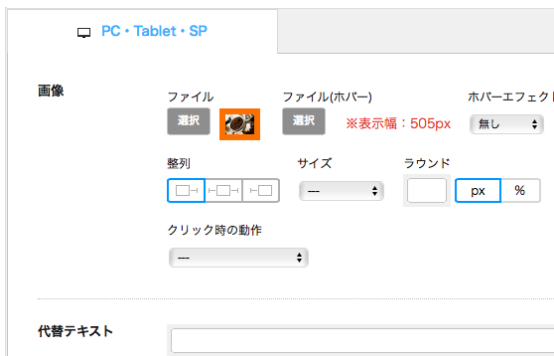 PC・Tablet・SP
画像
ファイル ファイル(ホバー) ホバーエフェクト
選択 選択 ※表示幅：505px 無し
整列 サイズ ラウンド
--- px %
クリック時の動作
---
代替テキスト